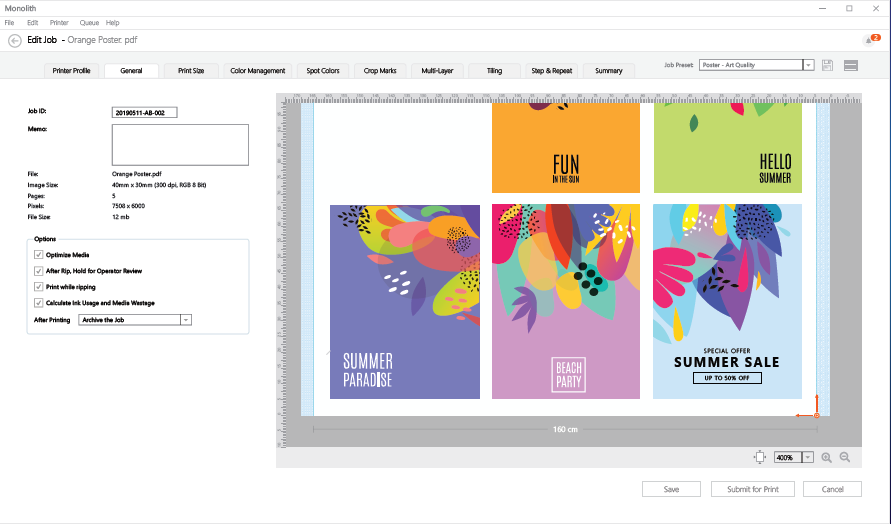 Monolith
File Edit Printer Queue Help
Edit Job - Orange Poster. pdf
2
Printer Profile General Print Size Color Management Spot Colors Crop Marks Multi-Layer Tiling Step & Repeat Summary
Job Preset: Poster - Art Quality
Job ID: 20190511-AB-002
Memo:
File: Orange Poster.pdf
Image Size: 40mm x 30mm (300 dpi, RGB 8 Bit)
Pages: 5
Pixels: 7508 x 6000
File Size: 12 mb
Options
Optimize Media
After Rip, Hold for Operator Review
Print while ripping
Calculate Ink Usage and Media Wastege
After Printing Archive the Job
FUN
IN THE SUN
HELLO
SUMMER
SUMMER
PARADISE
BEACH
PARTY
SPECIAL OFFER
SUMMER SALE
UP TO 50% OFF
160 cm
400%
Save Submit for Print Cancel